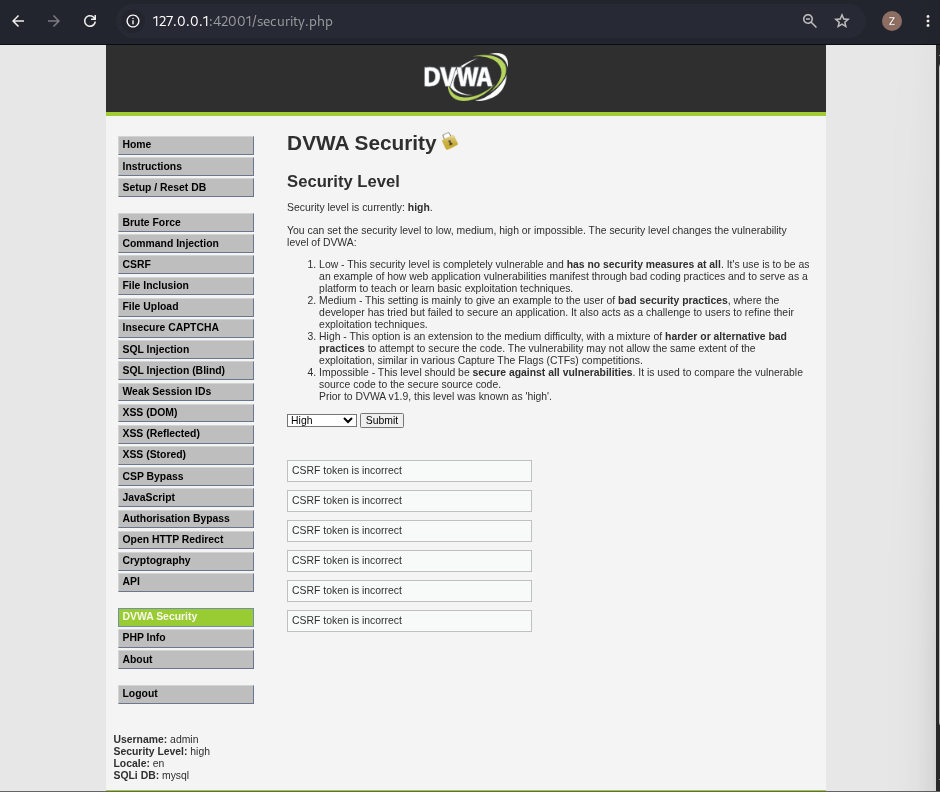 127.0.0.1:42001/security.php
Z
DVWA
Home
Instructions
Setup / Reset DB
Brute Force
Command Injection
CSRF
File Inclusion
File Upload
Insecure CAPTCHA
SQL Injection
SQL Injection (Blind)
Weak Session IDs
XSS (DOM)
XSS (Reflected)
XSS (Stored)
CSP Bypass
JavaScript
Authorisation Bypass
Open HTTP Redirect
Cryptography
API
DVWA Security
PHP Info
About
Logout
DVWA Security
Security Level
Security level is currently: high.
You can set the security level to low, medium, high or impossible. The security level changes the vulnerability
level of DVWA:
1. Low - This security level is completely vulnerable and has no security measures at all. It's use is to be as
an example of how web application vulnerabilities manifest through bad coding practices and to serve as a
platform to teach or learn basic exploitation techniques.
2. Medium - This setting is mainly to give an example to the user of bad security practices, where the
developer has tried but failed to secure an application. It also acts as a challenge to users to refine their
exploitation techniques.
3. High - This option is an extension to the medium difficulty, with a mixture of harder or alternative bad
practices to attempt to secure the code. The vulnerability may not allow the same extent of the
exploitation, similar in various Capture The Flags (CTFs) competitions.
4. Impossible - This level should be secure against all vulnerabilities. It is used to compare the vulnerable
source code to the secure source code.
Prior to DVWA v1.9, this level was known as 'high'.
High Submit
CSRF token is incorrect
CSRF token is incorrect
CSRF token is incorrect
CSRF token is incorrect
CSRF token is incorrect
CSRF token is incorrect
Username: admin
Security Level: high
Locale: en
SQLi DB: mysql